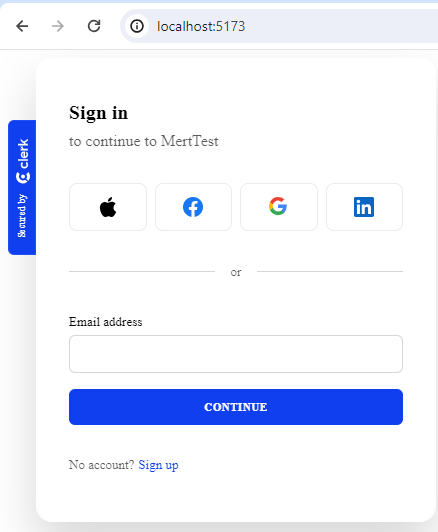 localhost:5173
Sign in
to continue to MertTest
Secured by clerk
or
Email address
CONTINUE
No account? Sign up